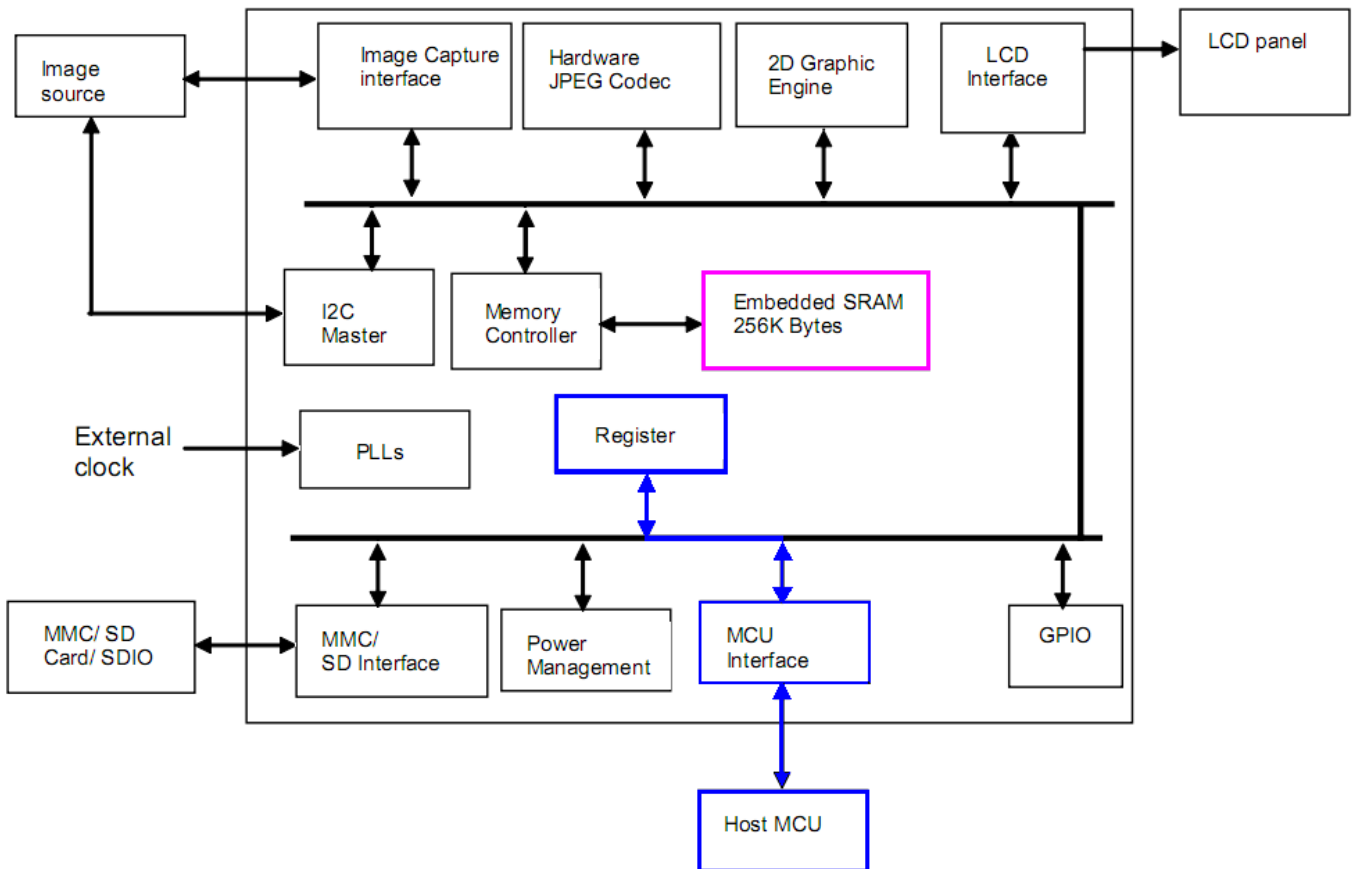 Image
source
Image Capture
interface
Hardware
JPEG Codec
2D Graphic
Engine
LCD
Interface
LCD panel
I2C
Master
Memory
Controller
Embedded SRAM
256K Bytes
External
clock
PLLs
Register
MMC/ SD
Card/ SDIO
MMC/
SD Interface
Power
Management
MCU
Interface
GPIO
Host MCU